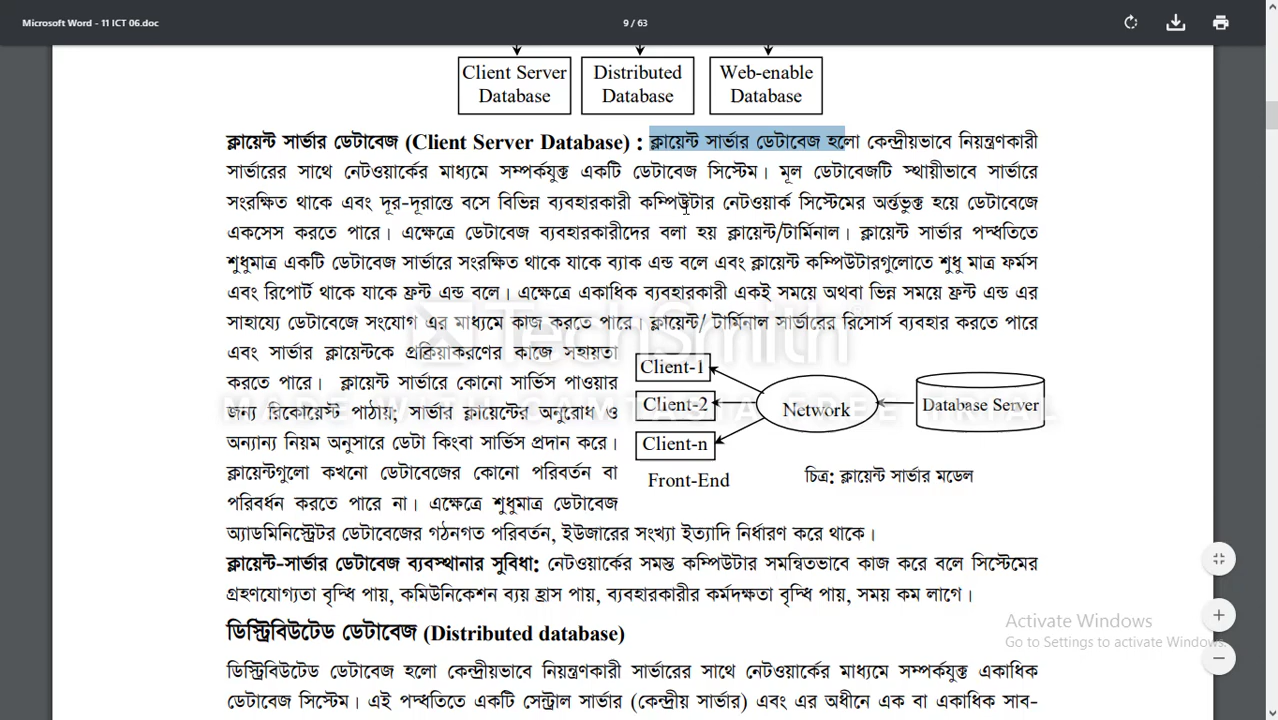 Microsoft Word - 11 ICT 06.doc
9 / 63
Client Server Database
Distributed Database
Web-enable Database
ক্লায়েন্ট সার্ভার ডেটাবেজ (Client Server Database) : ক্লায়েন্ট সার্ভার ডেটাবেজ হলো কেন্দ্রীয়ভাবে নিয়ন্ত্রণকারী
সার্ভারের সাথে নেটওয়ার্কের মাধ্যমে সম্পর্কযুক্ত একটি ডেটাবেজ সিস্টেম। মূল ডেটাবেজটি স্থায়ীভাবে সার্ভারে
সংরক্ষিত থাকে এবং দূর-দূরান্তে বসে বিভিন্ন ব্যবহারকারী কম্পিউটার নেটওয়ার্ক সিস্টেমের অর্ন্তভুক্ত হয়ে ডেটাবেজে
একসেস করতে পারে। এক্ষেত্রে ডেটাবেজ ব্যবহারকারীদের বলা হয় ক্লায়েন্ট/টার্মিনাল। ক্লায়েন্ট সার্ভার পদ্ধতিতে
শুধুমাত্র একটি ডেটাবেজ সার্ভারে সংরক্ষিত থাকে যাকে ব্যাক এন্ড বলে এবং ক্লায়েন্ট কম্পিউটারগুলোতে শুধু মাত্র ফর্মস
এবং রিপোর্ট থাকে যাকে ফ্রন্ট এন্ড বলে। এক্ষেত্রে একাধিক ব্যবহারকারী একই সময়ে অথবা ভিন্ন সময়ে ফ্রন্ট এন্ড এর
সাহায্যে ডেটাবেজে সংযোগ এর মাধ্যমে কাজ করতে পারে। ক্লায়েন্ট/ টার্মিনাল সার্ভারের রিসোর্স ব্যবহার করতে পারে
এবং সার্ভার ক্লায়েন্টকে প্রক্রিয়াকরণের কাজে সহায়তা
করতে পারে। ক্লায়েন্ট সার্ভারে কোনো সার্ভিস পাওয়ার
জন্য রিকোয়েস্ট পাঠায়; সার্ভার ক্লায়েন্টের অনুরোধ ও
অন্যান্য নিয়ম অনুসারে ডেটা কিংবা সার্ভিস প্রদান করে।
ক্লায়েন্টগুলো কখনো ডেটাবেজের কোনো পরিবর্তন বা
পরিবর্ধন করতে পারে না। এক্ষেত্রে শুধুমাত্র ডেটাবেজ
অ্যাডমিনিস্ট্রেটর ডেটাবেজের গঠনগত পরিবর্তন, ইউজারের সংখ্যা ইত্যাদি নির্ধারণ করে থাকে।
Client-1
Client-2
Client-n
Network
Database Server
Front-End
চিত্র: ক্লায়েন্ট সার্ভার মডেল
TechSmith
MADE WITH CAMTASIA FREE TRIAL
ক্লায়েন্ট-সার্ভার ডেটাবেজ ব্যবস্থানার সুবিধা: নেটওয়ার্কের সমস্ত কম্পিউটার সমন্বিতভাবে কাজ করে বলে সিস্টেমের
গ্রহণযোগ্যতা বৃদ্ধি পায়, কমিউনিকেশন ব্যয় হ্রাস পায়, ব্যবহারকারীর কর্মদক্ষতা বৃদ্ধি পায়, সময় কম লাগে।
ডিস্ট্রিবিউটেড ডেটাবেজ (Distributed database)
ডিস্ট্রিবিউটেড ডেটাবেজ হলো কেন্দ্রীয়ভাবে নিয়ন্ত্রণকারী সার্ভারের সাথে নেটওয়ার্কের মাধ্যমে সম্পর্কযুক্ত একাধিক
ডেটাবেজ সিস্টেম। এই পদ্ধতিতে একটি সেন্ট্রাল সার্ভার (কেন্দ্রীয় সার্ভার) এবং এর অধীনে এক বা একাধিক সাব-
Activate Windows
Go to Settings to activate Windows.